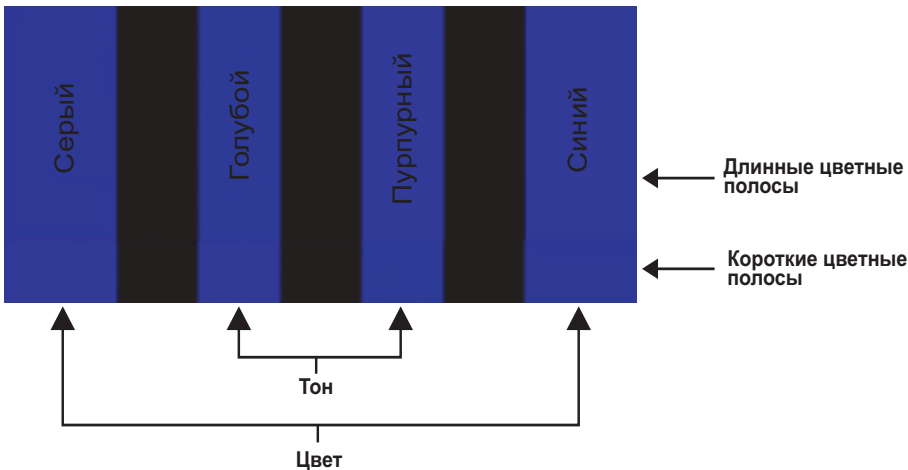 Серый
Голубой
Пурпурный
Синий
Длинные цветные
полосы
Короткие цветные
полосы
Тон
Цвет